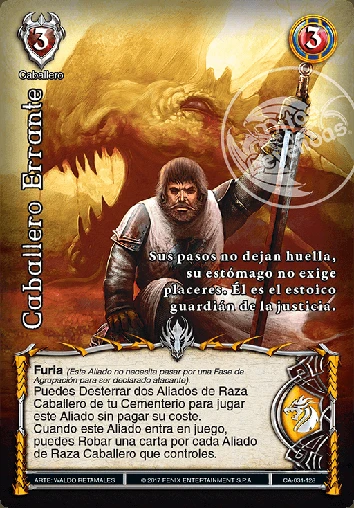 3
3
Caballero
Caballero Errante
Sus pasos no dejan huella,
su estómago no exige
placeres. Él es el estoico
guardián de la justicia.
Furia (Este Aliado no necesita pasar por una Fase de
Agrupación para ser declarado atacante)
Puedes Desterrar dos Aliados de Raza
Caballero de tu Cementerio para jugar
este Aliado sin pagar su coste.
Cuando este Aliado entra en juego,
puedes Robar una carta por cada Aliado
de Raza Caballero que controles.
ARTE: WALDO RETAMALES
© 2017 FENIX ENTERTAINMENT S.P.A